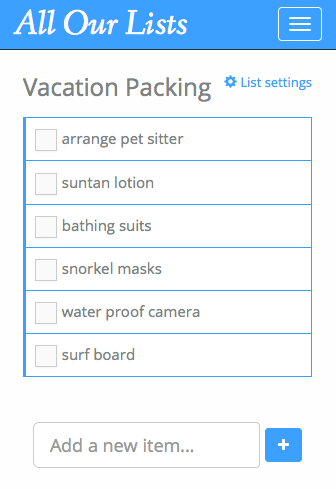 All Our Lists
Vacation Packing
List settings
arrange pet sitter
suntan lotion
bathing suits
snorkel masks
water proof camera
surf board
Add a new item...
+